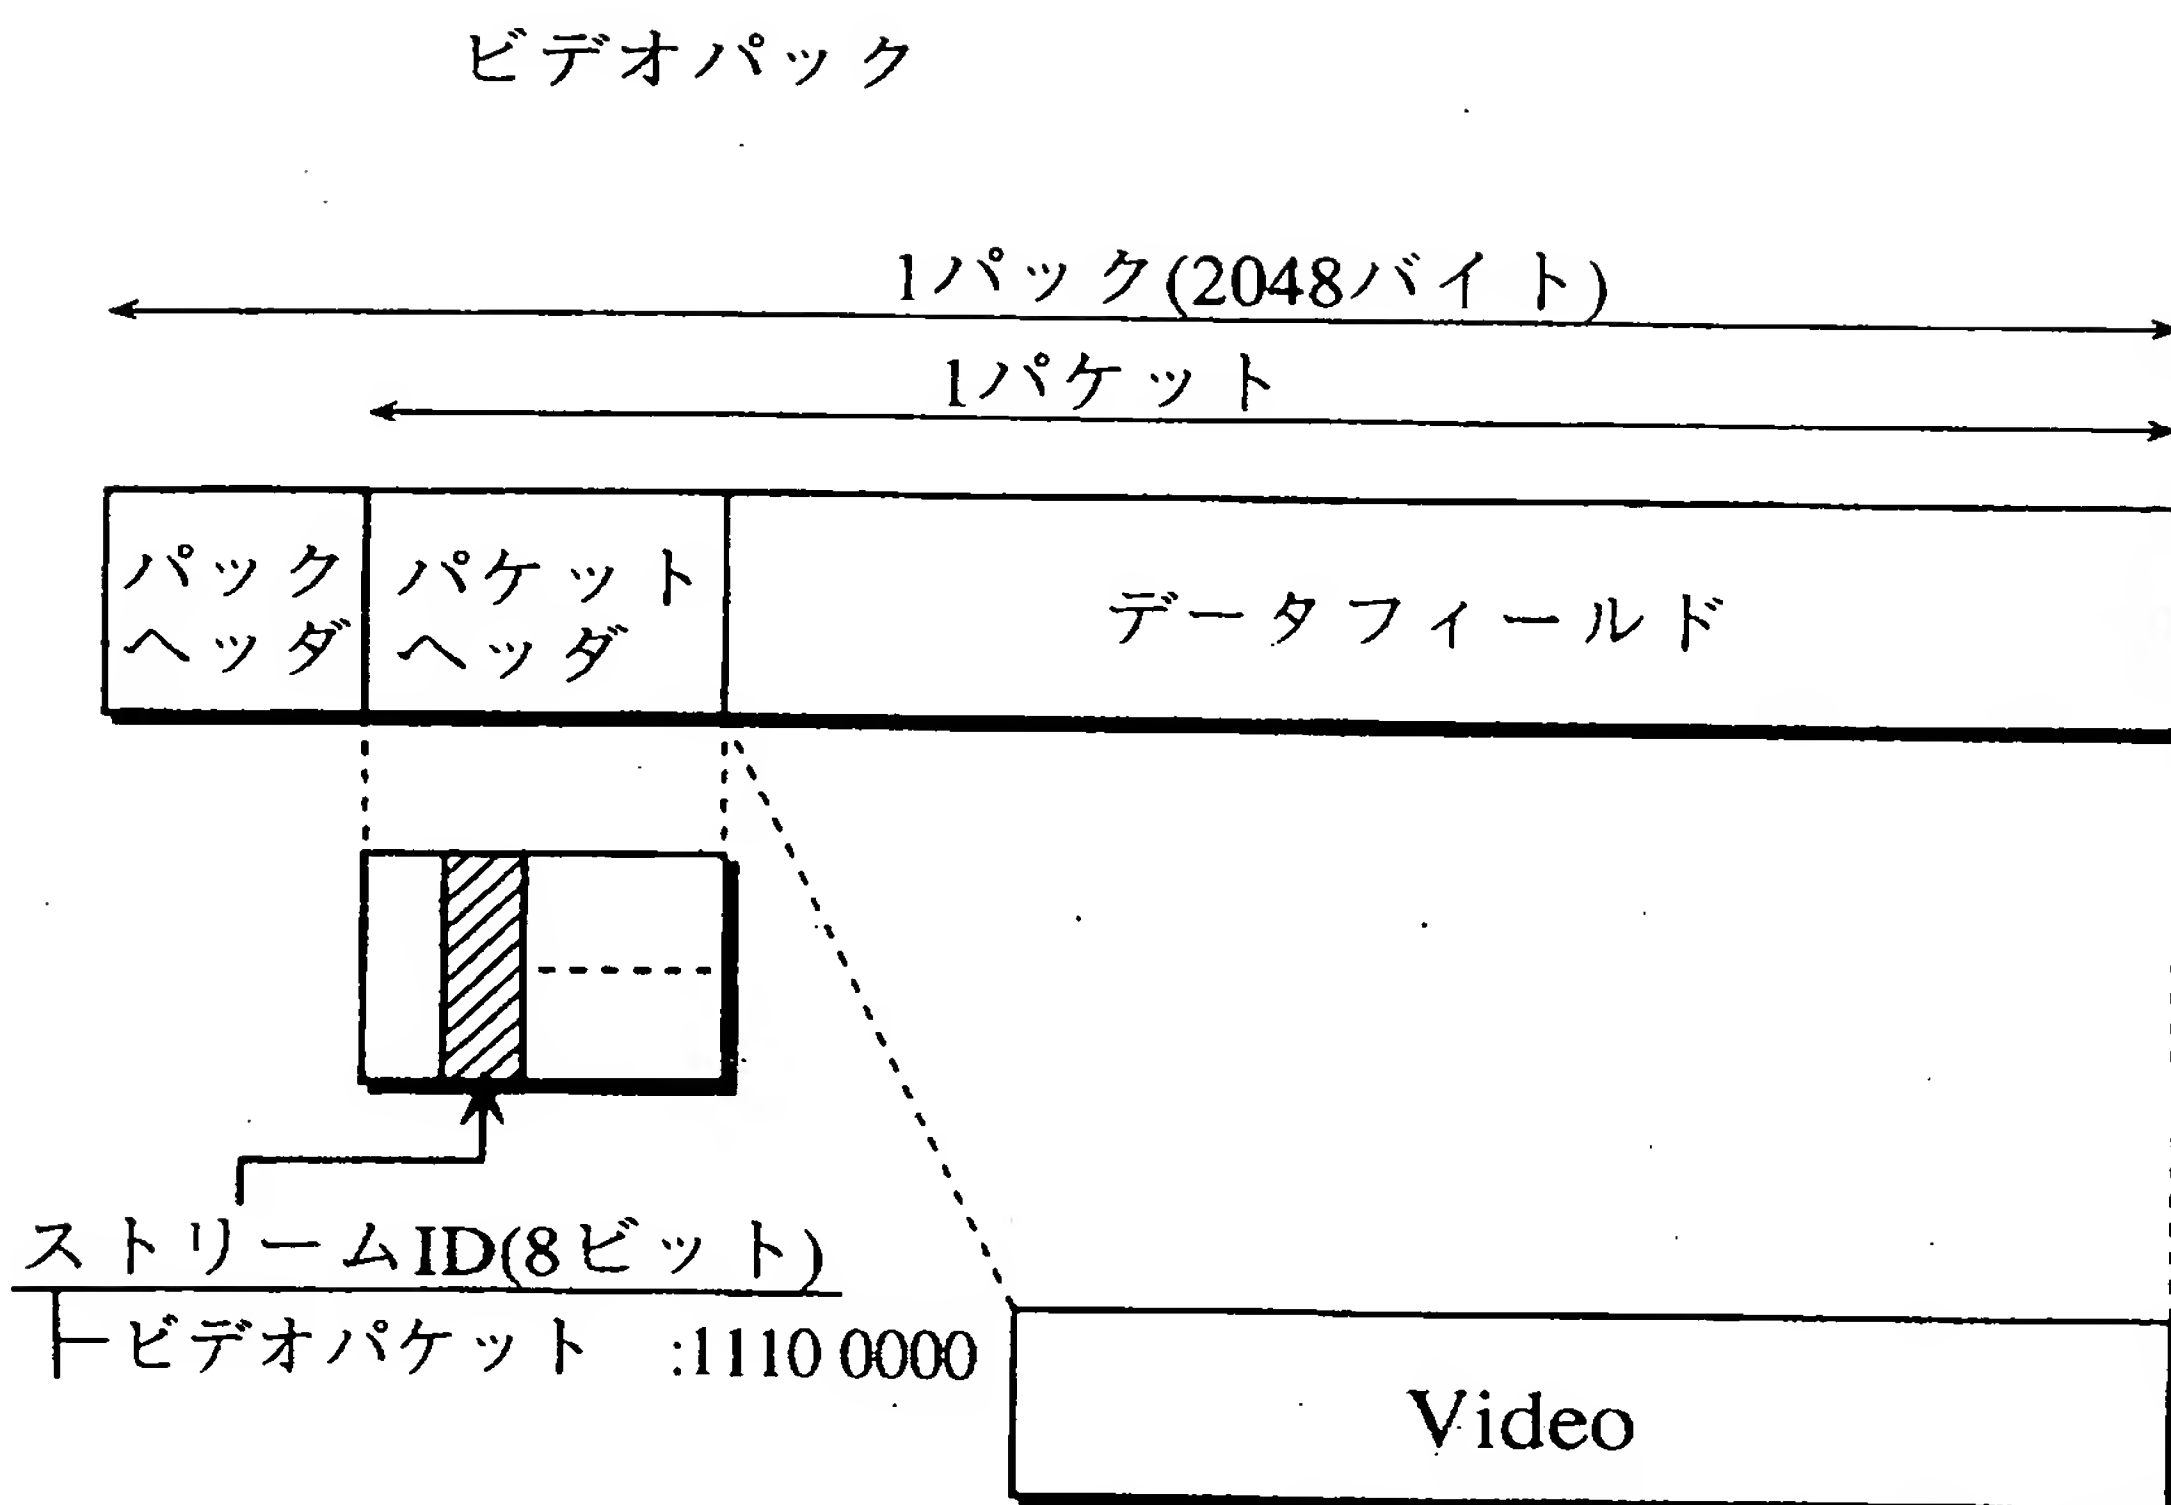 ビデオパック
1パック(2048バイト)
1パケット
パック
ヘッダ
パケット
ヘッダ
データフィールド
ストリームID(8ビット)
ビデオパケット :1110 0000
Video